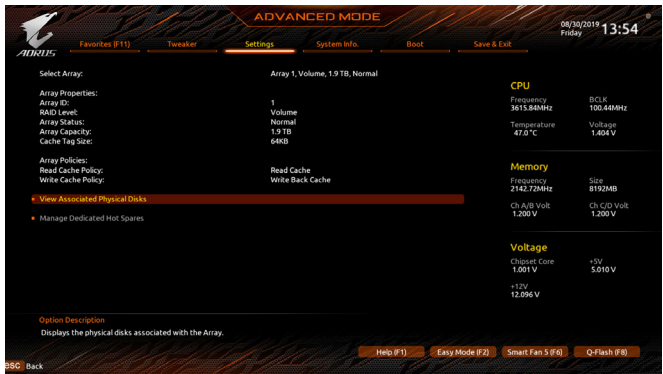 ADVANCED MODE
08/30/2019 Friday 13:54
AORUS
Favorites (F11) Tweaker Settings System Info. Boot Save & Exit
Select Array: Array 1, Volume, 1.9 TB, Normal
Array Properties:
Array ID: 1
RAID Level: Volume
Array Status: Normal
Array Capacity: 1.9 TB
Cache Tag Size: 64KB
Array Policies:
Read Cache Policy: Read Cache
Write Cache Policy: Write Back Cache
View Associated Physical Disks
Manage Dedicated Hot Spares
CPU
Frequency BCLK
3615.84MHz 100.44MHz
Temperature Voltage
47.0 °C 1.404 V
Memory
Frequency Size
2142.72MHz 8192MB
Ch A/B Volt Ch C/D Volt
1.200 V 1.200 V
Voltage
Chipset Core +5V
1.001 V 5.010 V
+12V
12.096 V
Option Description
Displays the physical disks associated with the Array.
Help (F1) Easy Mode (F2) Smart Fan 5 (F6) Q-Flash (F8)
esc Back